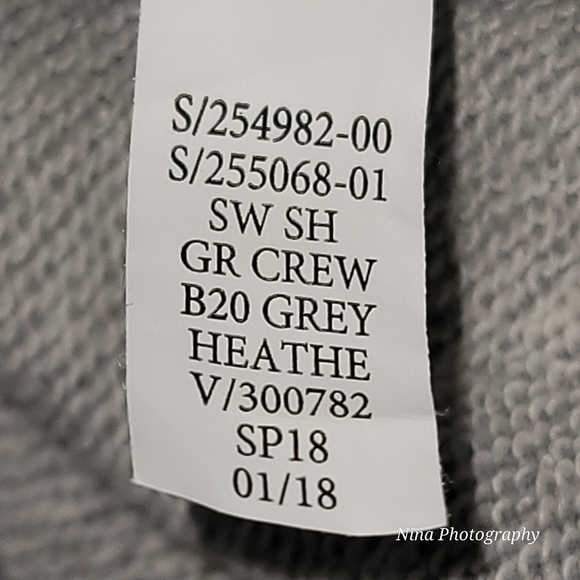 S/254982-00
S/255068-01
SW SH
GR CREW
B20 GREY
HEATHE
V/300782
SP18
01/18
Nina Photography